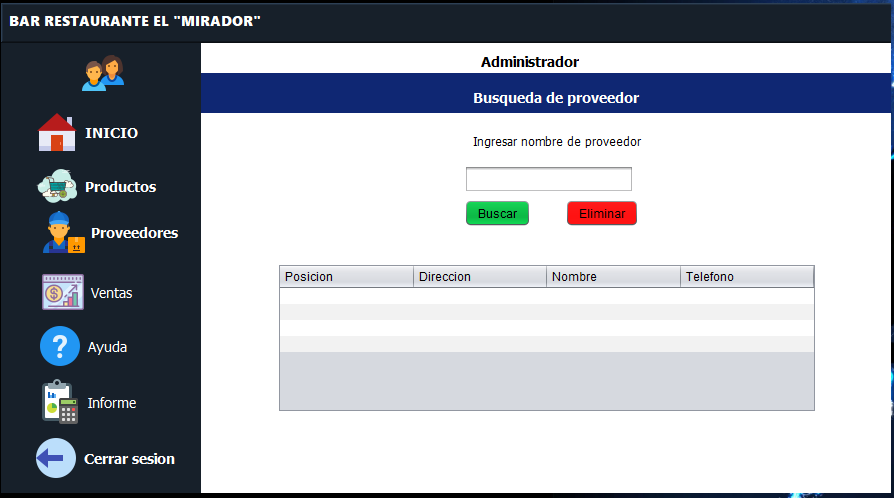 BAR RESTAURANTE EL "MIRADOR"
Administrador
Busqueda de proveedor
INICIO
Productos
Proveedores
Ventas
Ayuda
Informe
Cerrar sesion
Ingresar nombre de proveedor
Buscar Eliminar
Posicion Direccion Nombre Telefono